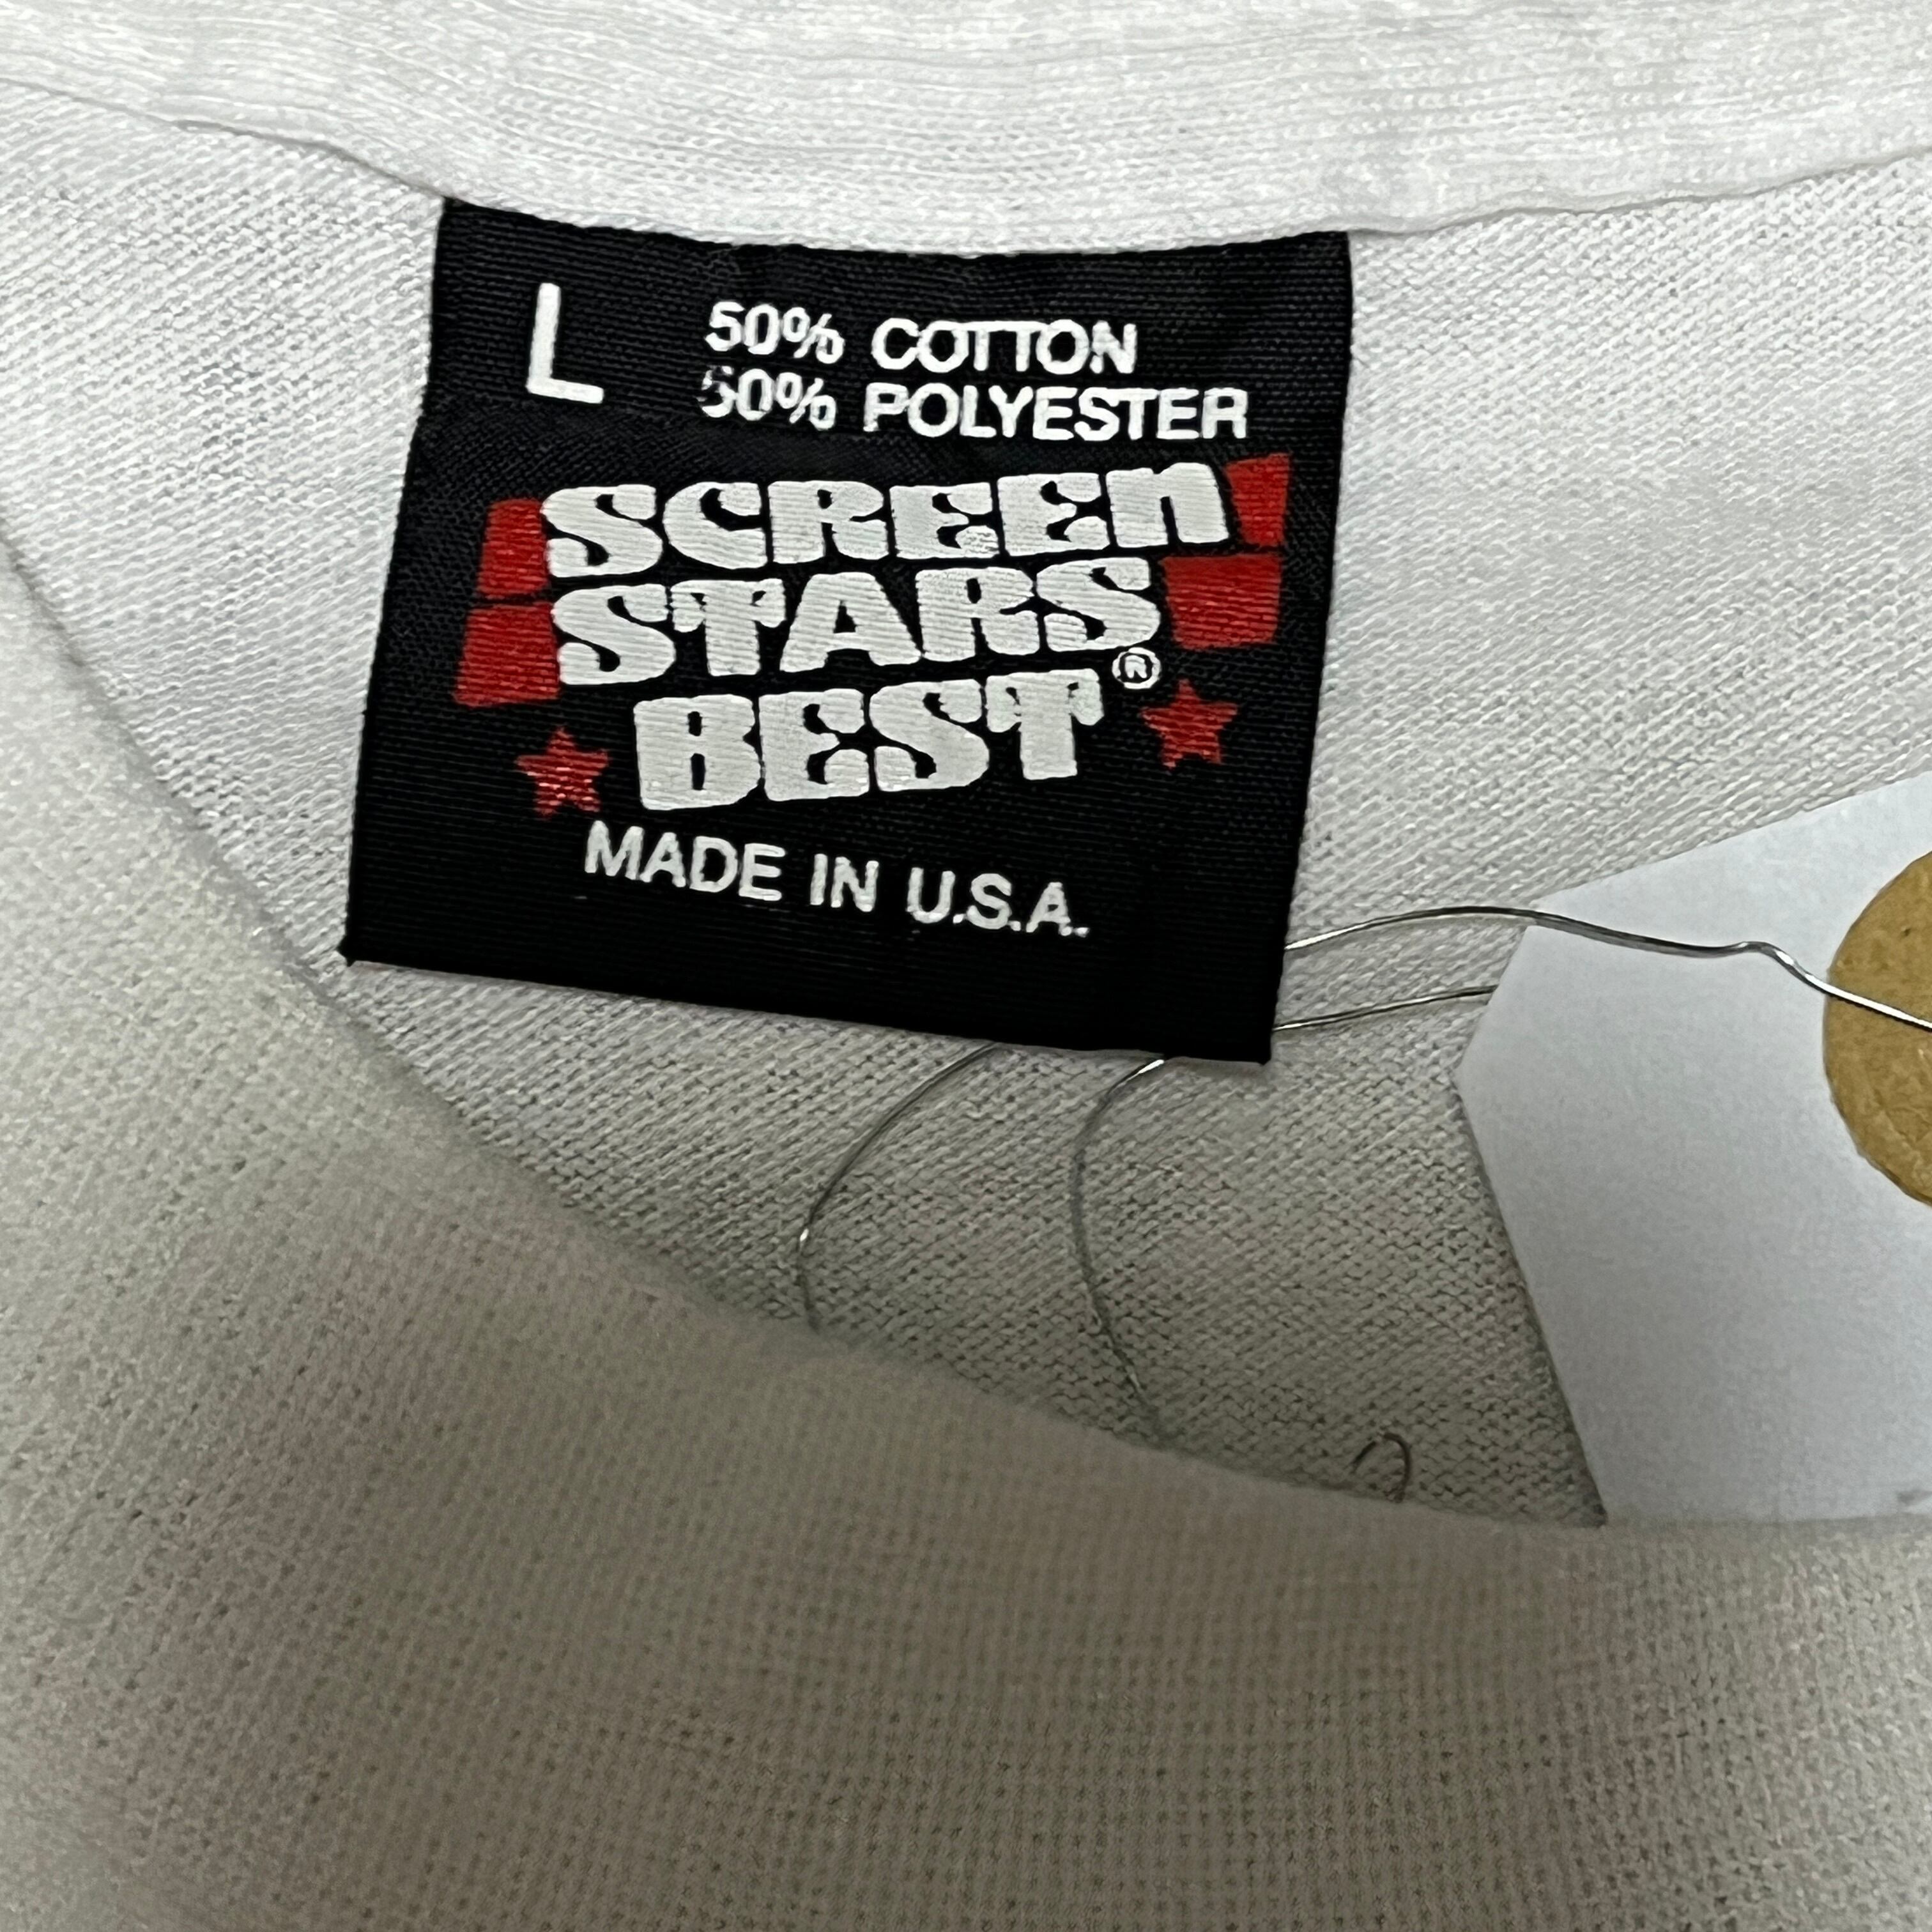 L
50% COTTON
50% POLYESTER
SCREEn
STARS
BEST®
MADE IN U.S.A.